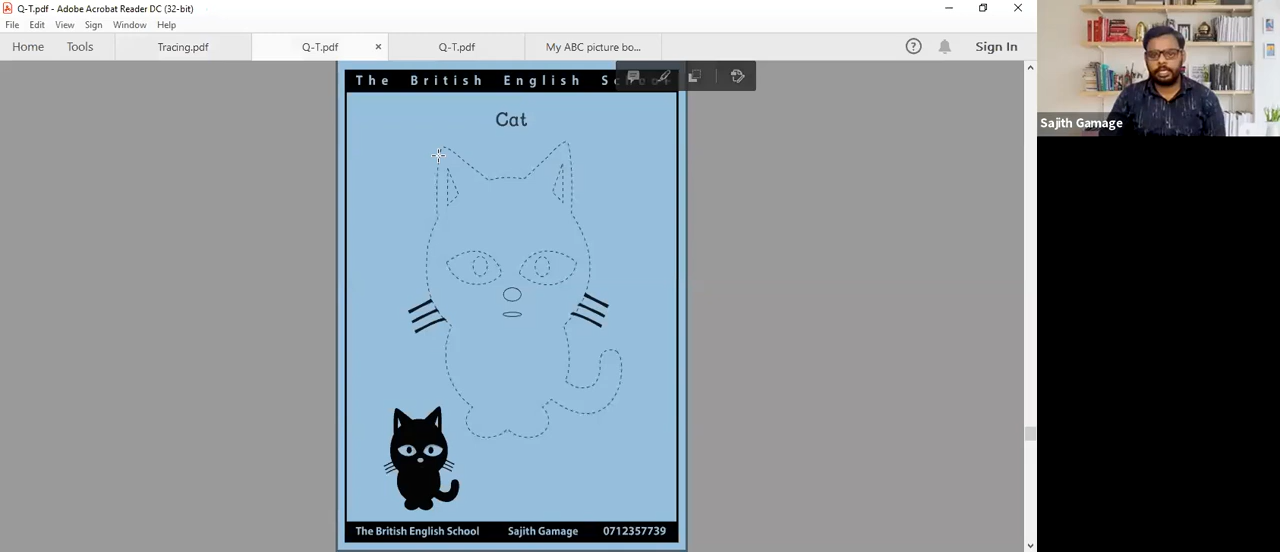 Q-T.pdf - Adobe Acrobat Reader DC (32-bit)
File Edit View Sign Window Help
Home Tools Tracing.pdf Q-T.pdf × Q-T.pdf My ABC picture bo... ? Sign In
The British English School
Cat
Sajith Gamage
The British English School Sajith Gamage 0712357739